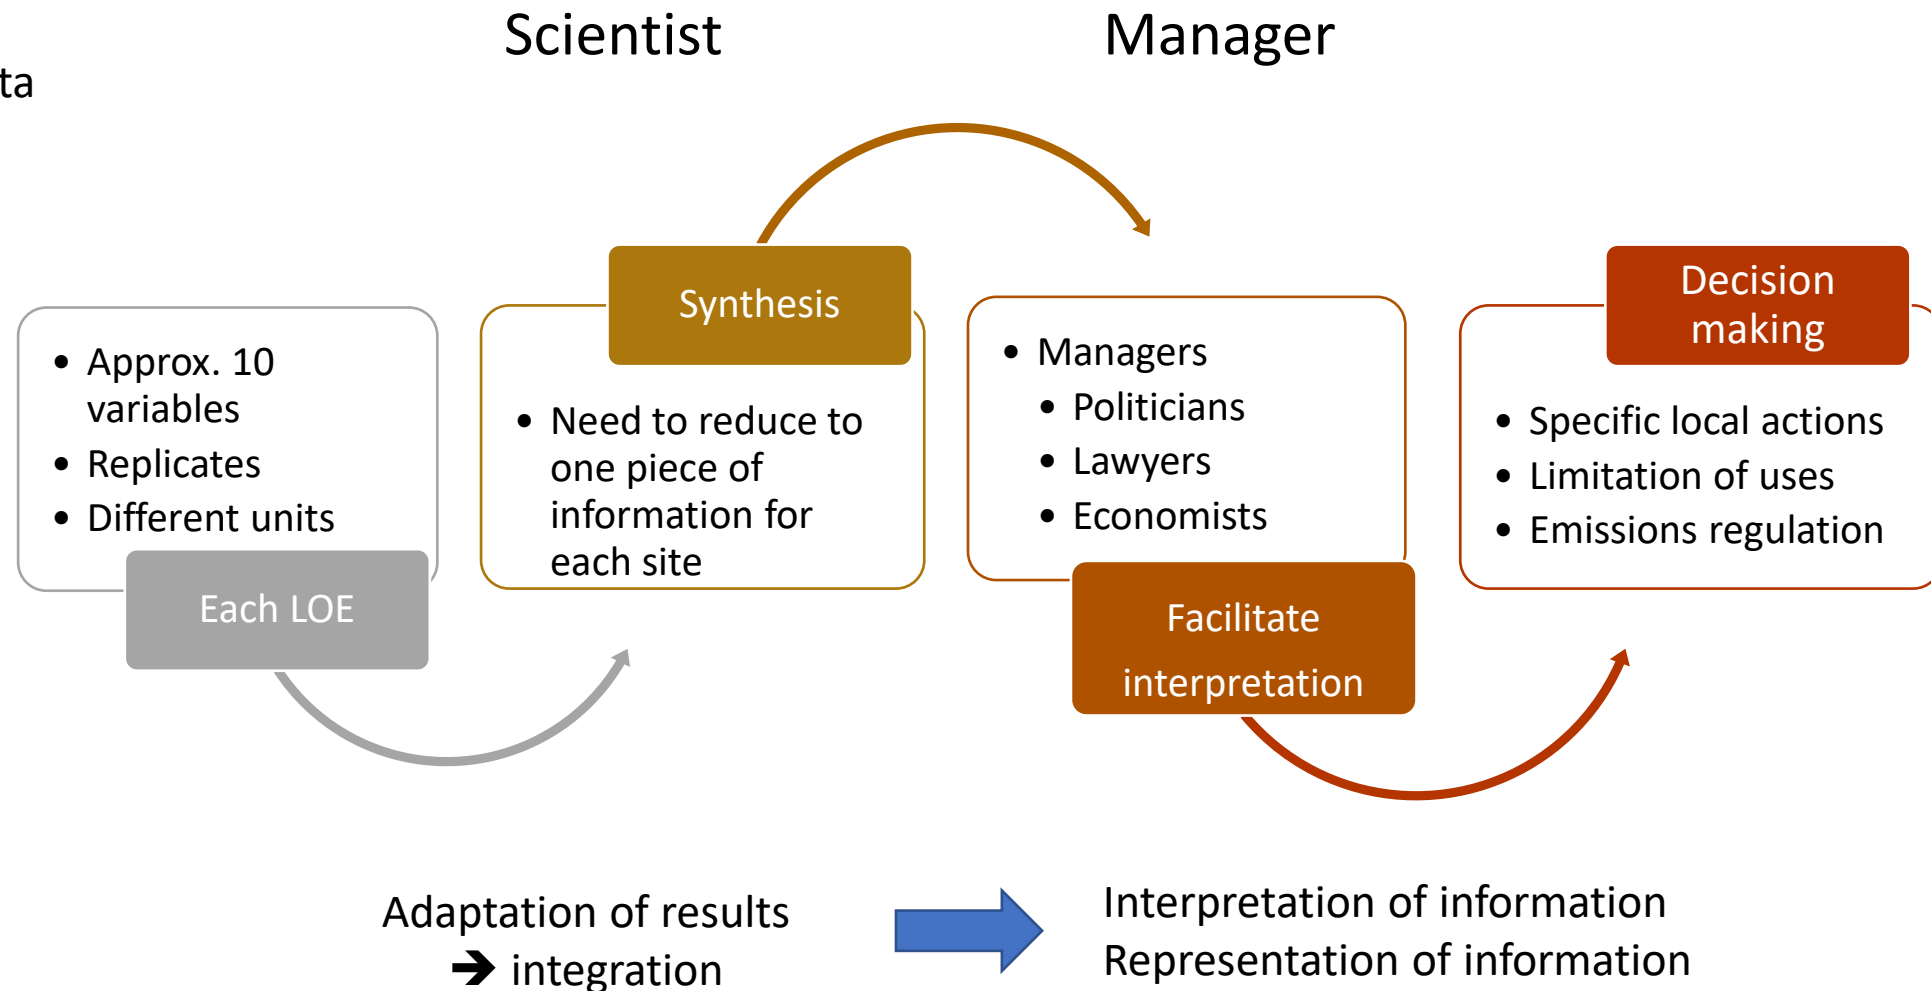 Scientist
Manager
ta
• Approx. 10
variables
• Replicates
• Different units
Each LOE
Synthesis
• Need to reduce to
one piece of
information for
each site
• Managers
• Politicians
• Lawyers
• Economists
Facilitate
interpretation
Decision
making
• Specific local actions
• Limitation of uses
• Emissions regulation
Adaptation of results
➔ integration
Interpretation of information
Representation of information